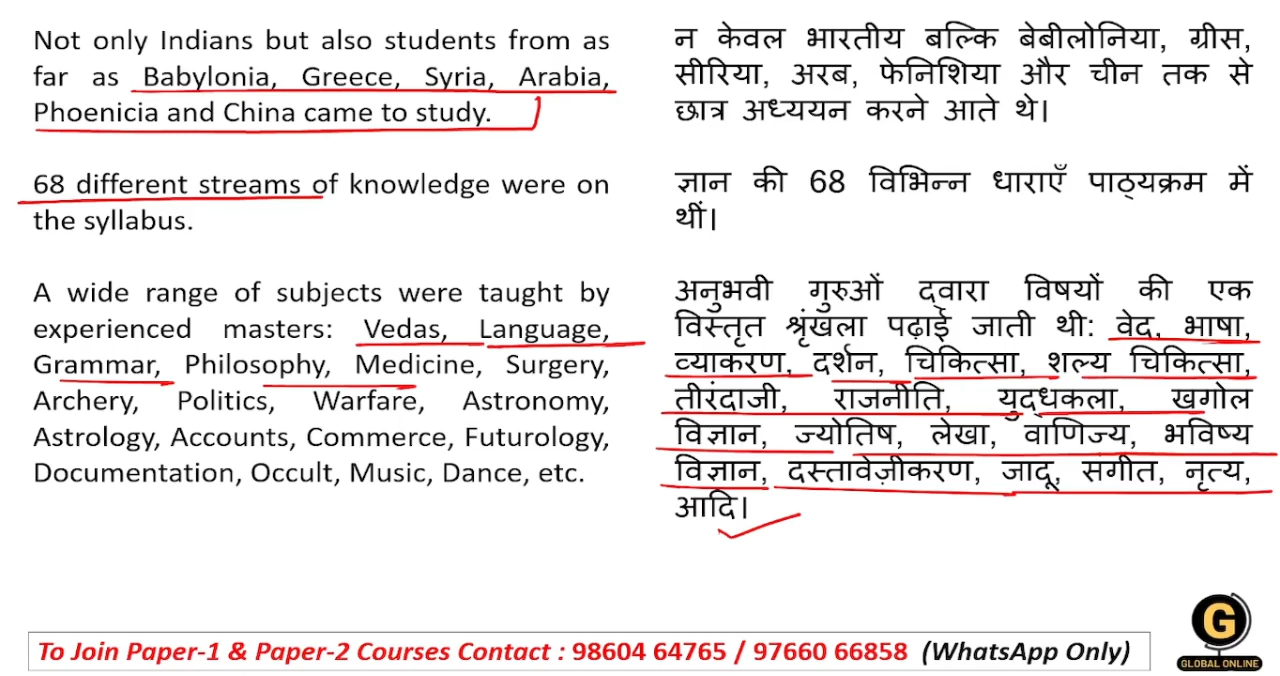 Not only Indians but also students from as
far as Babylonia, Greece, Syria, Arabia,
Phoenicia and China came to study.
68 different streams of knowledge were on
the syllabus.
A wide range of subjects were taught by
experienced masters: Vedas, Language,
Grammar, Philosophy, Medicine, Surgery,
Archery, Politics, Warfare, Astronomy,
Astrology, Accounts, Commerce, Futurology,
Documentation, Occult, Music, Dance, etc.
न केवल भारतीय बल्कि बेबीलोनिया, ग्रीस,
सीरिया, अरब, फेनिशिया और चीन तक से
छात्र अध्ययन करने आते थे।
ज्ञान की 68 विभिन्न धाराएँ पाठ्यक्रम में
थीं।
अनुभवी गुरुओं द्वारा विषयों की एक
विस्तृत श्रृंखला पढ़ाई जाती थी: वेद, भाषा,
व्याकरण, दर्शन, चिकित्सा, शल्य चिकित्सा,
तीरंदाजी, राजनीति, युद्धकला, खगोल
विज्ञान, ज्योतिष, लेखा, वाणिज्य, भविष्य
विज्ञान, दस्तावेज़ीकरण, जादू, संगीत, नृत्य,
आदि।
To Join Paper-1 & Paper-2 Courses Contact : 98604 64765 / 97660 66858 (WhatsApp Only)
G
GLOBAL ONLINE